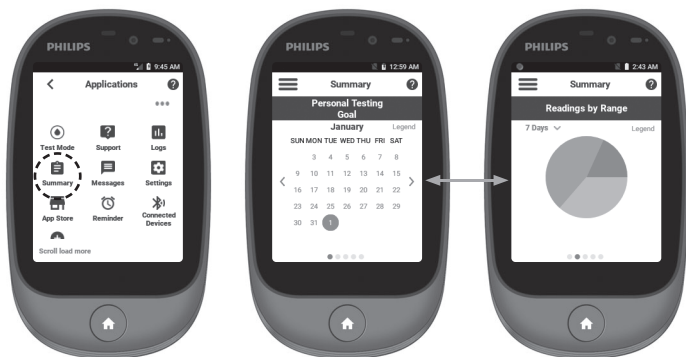 PHILIPS
9:45 AM
Applications
?
Test Mode Support Logs
Summary Messages Settings
App Store Reminder Connected
Devices
Scroll load more
PHILIPS
12:59 AM
Summary
?
Personal Testing
Goal
January Legend
SUN MON TUE WED THU FRI SAT
3 4 5 6 7 8
9 10 11 12 13 14 15
16 17 18 19 20 21 22
23 24 25 26 27 28 29
30 31 1
PHILIPS
2:43 AM
Summary
?
Readings by Range
7 Days Legend